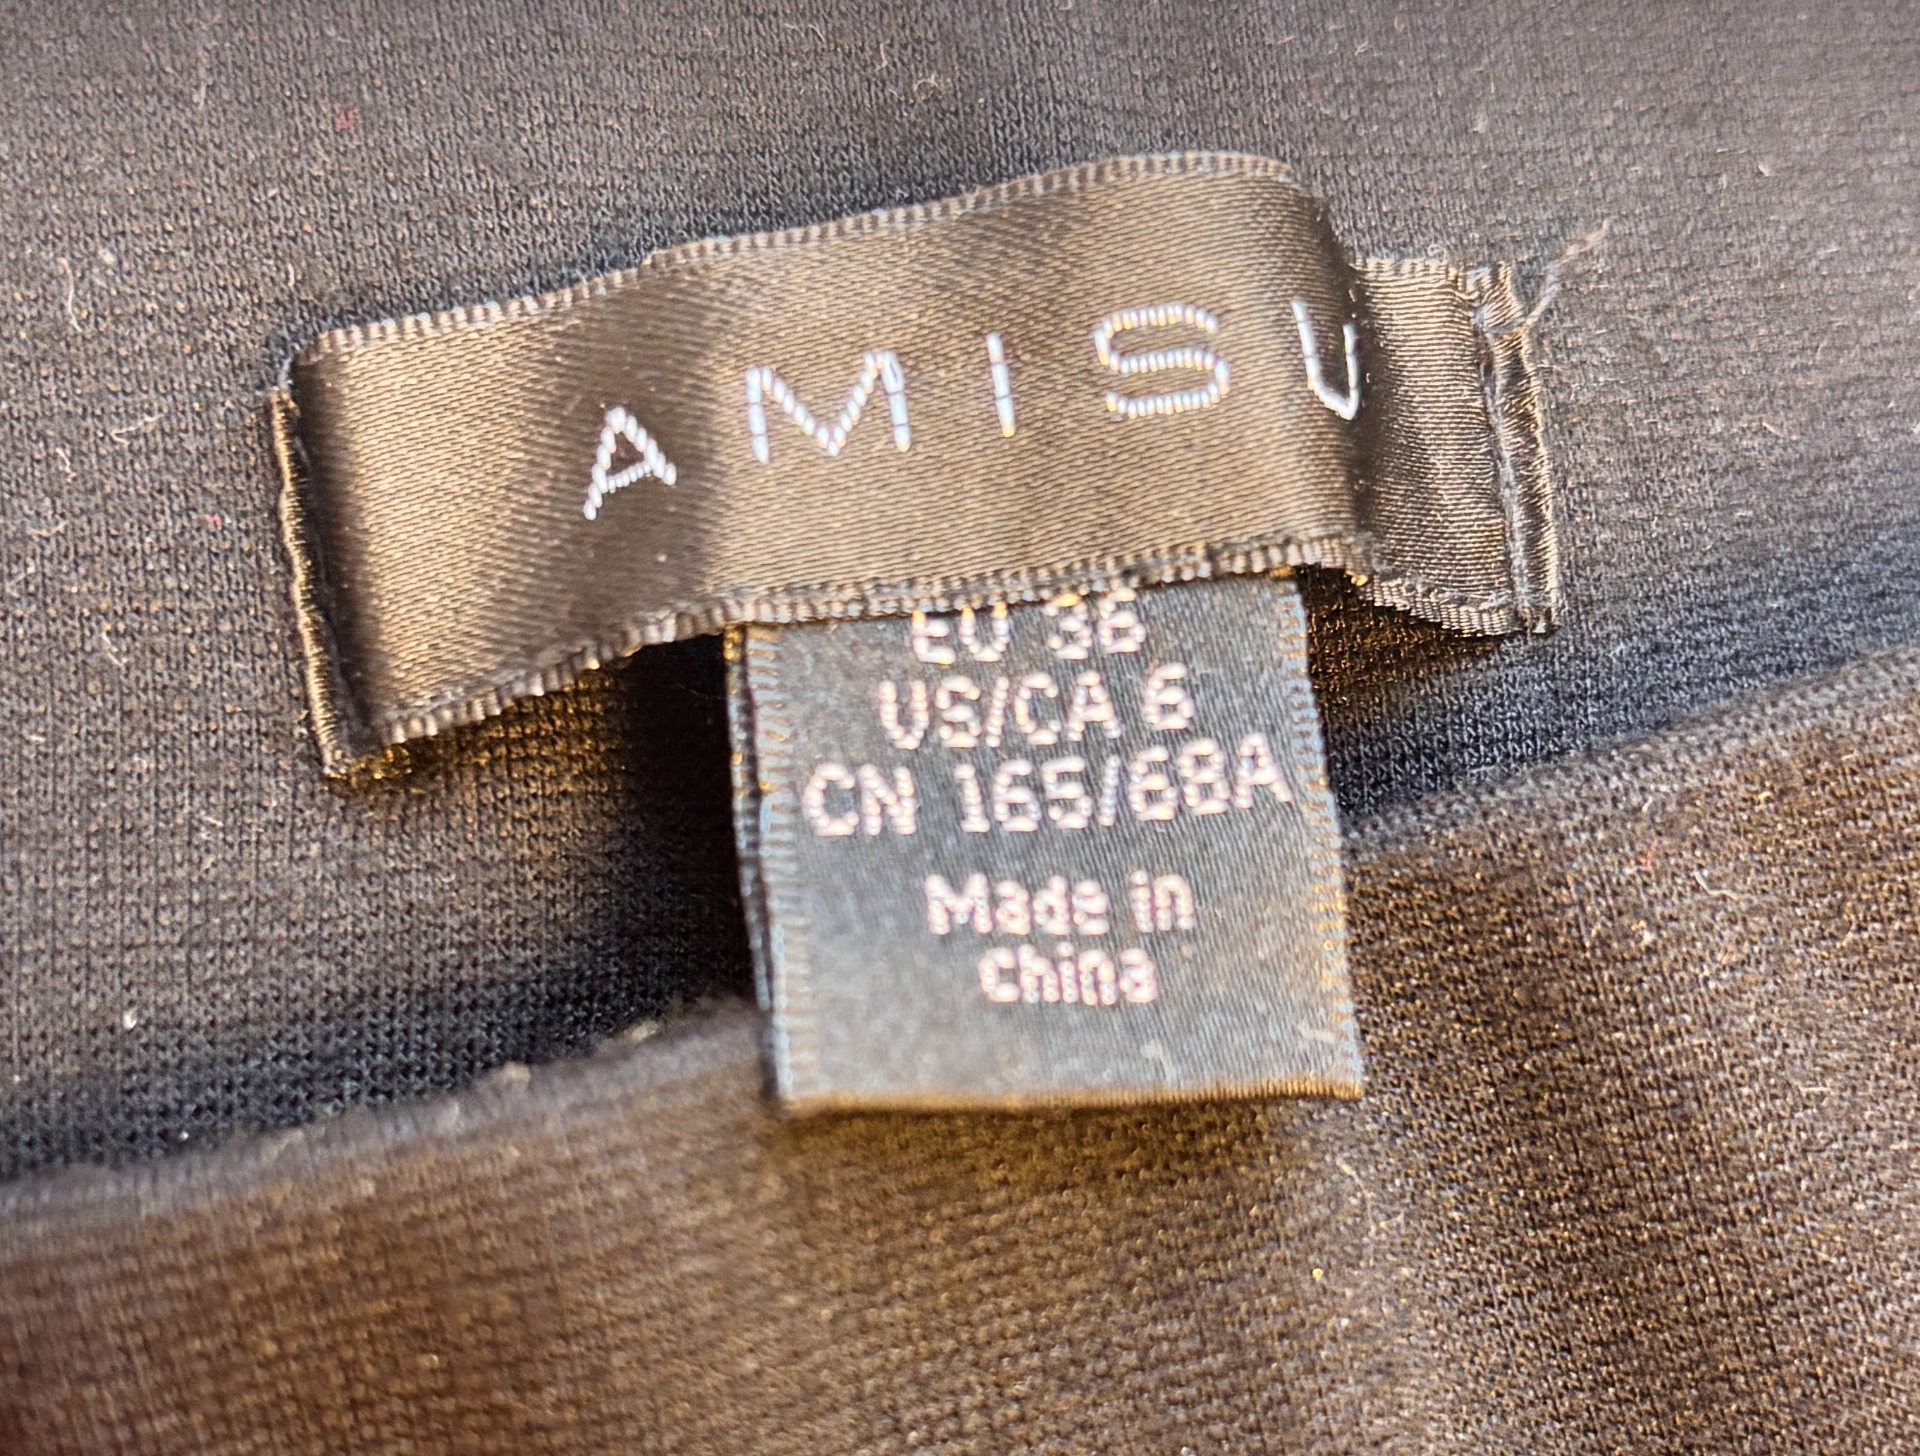 AMISU
EU 36
US/CA 6
CN 165/68A
Made in
China